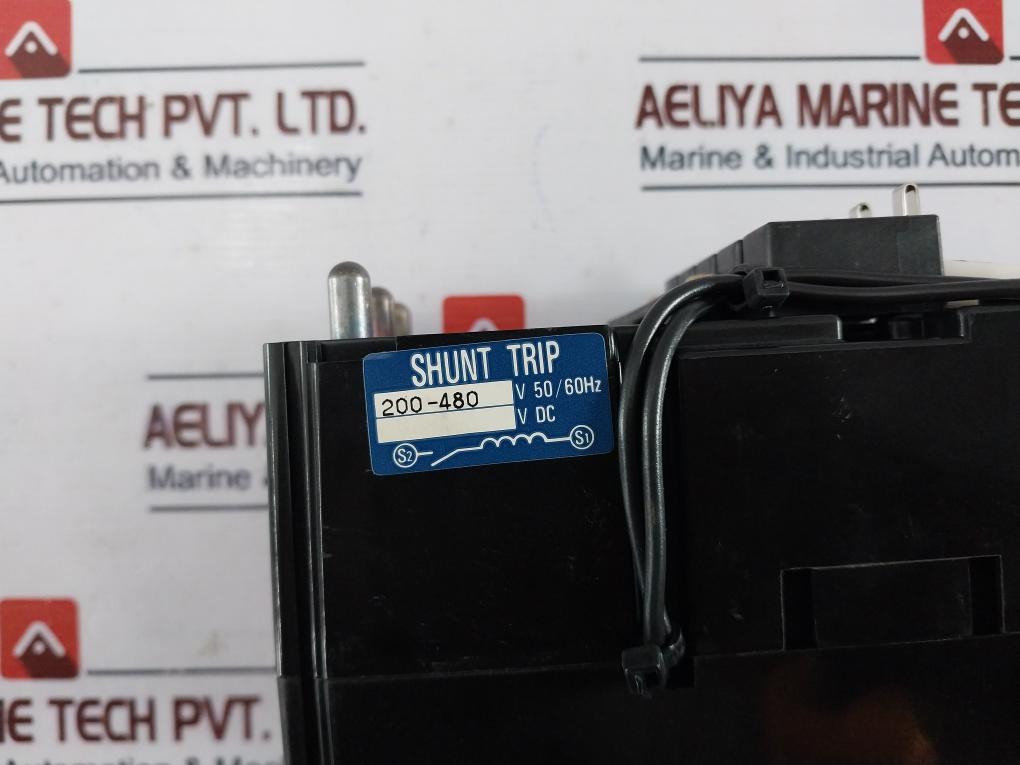 E TECH PVT. LTD.
Automation & Machinery
AELIYA MARINE TE
Marine & Industrial Autom
SHUNT TRIP
200-480 V 50/60Hz
V DC
S2 S1
AELIY
Marine
NE TECH PVT.